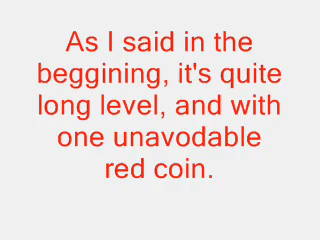 As I said in the
beggining, it's quite
long level, and with
one unavodable
red coin.